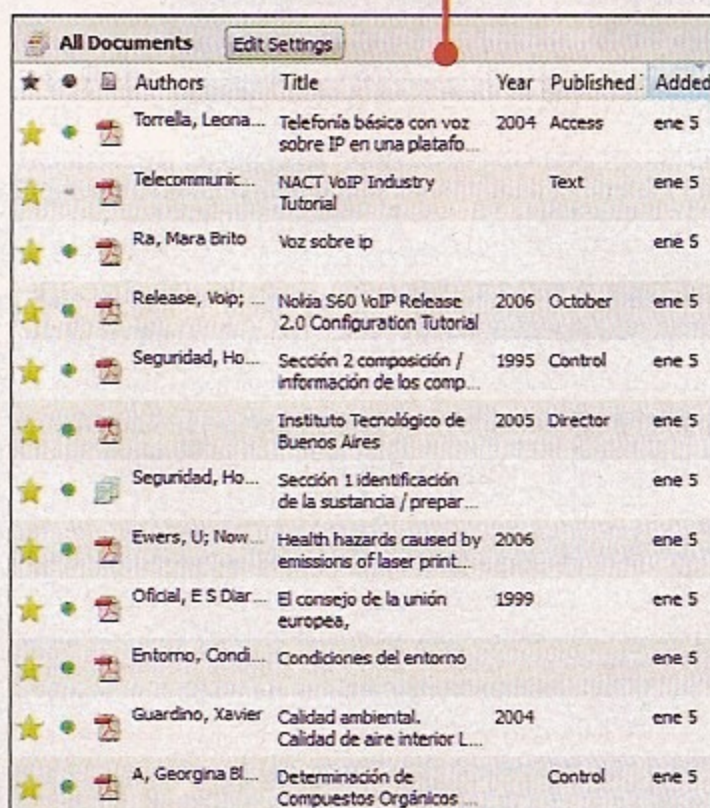 All Documents Edit Settings
Authors Title Year Published Added
Torrella, Leona... Telefonía básica con voz 2004 Access ene 5
sobre IP en una platafo...
Telecommunic... NACT VoIP Industry Text ene 5
Tutorial
Ra, Mara Brito Voz sobre ip ene 5
Release, Voip; ... Nokia S60 VoIP Release 2006 October ene 5
2.0 Configuration Tutorial
Seguridad, Ho... Sección 2 composición / 1995 Control ene 5
información de los comp...
Instituto Tecnológico de 2005 Director ene 5
Buenos Aires
Seguridad, Ho... Sección 1 identificación ene 5
de la sustancia / prepar...
Ewers, U; Now... Health hazards caused by 2006 ene 5
emissions of laser print...
Oficial, E S Diar... El consejo de la unión 1999 ene 5
europea,
Entorno, Condi... Condiciones del entorno ene 5
Guardino, Xavier Calidad ambiental. 2004 ene 5
Calidad de aire interior L...
A, Georgina Bl... Determinación de Control ene 5
Compuestos Orgánicos ...